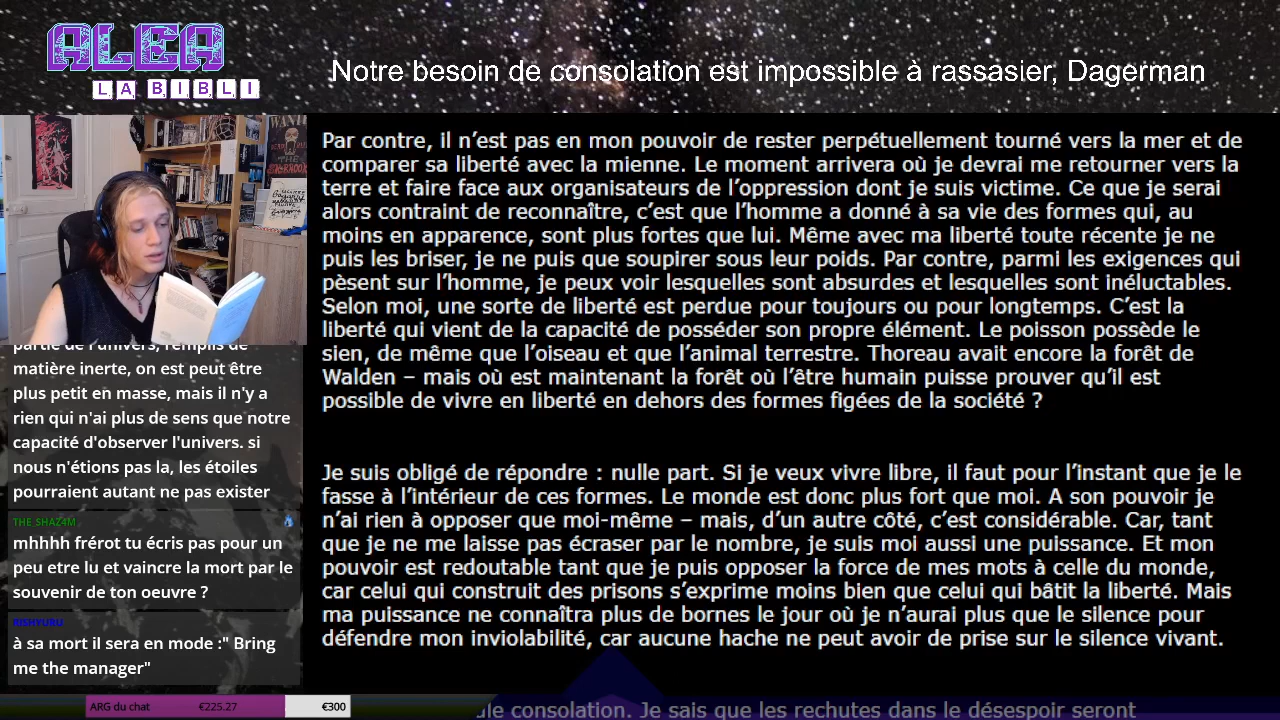 ALEA
LA BIBLI
Notre besoin de consolation est impossible à rassasier, Dagerman
WANT
Par contre, il n’est pas en mon pouvoir de rester perpétuellement tourné vers la mer et de
comparer sa liberté avec la mienne. Le moment arrivera où je devrai me retourner vers la
terre et faire face aux organisateurs de l’oppression dont je suis victime. Ce que je serai
alors contraint de reconnaître, c’est que l’homme a donné à sa vie des formes qui, au
moins en apparence, sont plus fortes que lui. Même avec ma liberté toute récente je ne
puis les briser, je ne puis que soupirer sous leur poids. Par contre, parmi les exigences qui
pèsent sur l’homme, je peux voir lesquelles sont absurdes et lesquelles sont inéluctables.
Selon moi, une sorte de liberté est perdue pour toujours ou pour longtemps. C’est la
liberté qui vient de la capacité de posséder son propre élément. Le poisson possède le
sien, de même que l’oiseau et que l’animal terrestre. Thoreau avait encore la forêt de
Walden – mais où est maintenant la forêt où l’être humain puisse prouver qu’il est
possible de vivre en liberté en dehors des formes figées de la société ?
Je suis obligé de répondre : nulle part. Si je veux vivre libre, il faut pour l’instant que je le
fasse à l’intérieur de ces formes. Le monde est donc plus fort que moi. A son pouvoir je
n’ai rien à opposer que moi-même – mais, d’un autre côté, c’est considérable. Car, tant
que je ne me laisse pas écraser par le nombre, je suis moi aussi une puissance. Et mon
pouvoir est redoutable tant que je puis opposer la force de mes mots à celle du monde,
car celui qui construit des prisons s’exprime moins bien que celui qui bâtit la liberté. Mais
ma puissance ne connaîtra plus de bornes le jour où je n’aurai plus que le silence pour
défendre mon inviolabilité, car aucune hache ne peut avoir de prise sur le silence vivant.
partie de l'univers, remplis de
matière inerte, on est peut être
plus petit en masse, mais il n'y a
rien qui n'ai plus de sens que notre
capacité d'observer l'univers. si
nous n'étions pas la, les étoiles
pourraient autant ne pas exister
THE_SHAZ4M
mhhhh frérot tu écris pas pour un
peu etre lu et vaincre la mort par le
souvenir de ton oeuvre ?
RISHYURU
à sa mort il sera en mode :" Bring
me the manager"
ARG du chat €225.27 €300
consolation. Je sais que les rechutes dans le désespoir seront